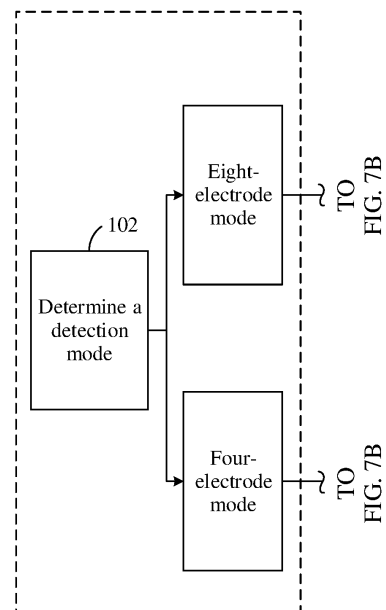 102
Determine a
detection
mode
Eight-
electrode
mode
TO
FIG. 7B
Four-
electrode
mode
TO
FIG. 7B